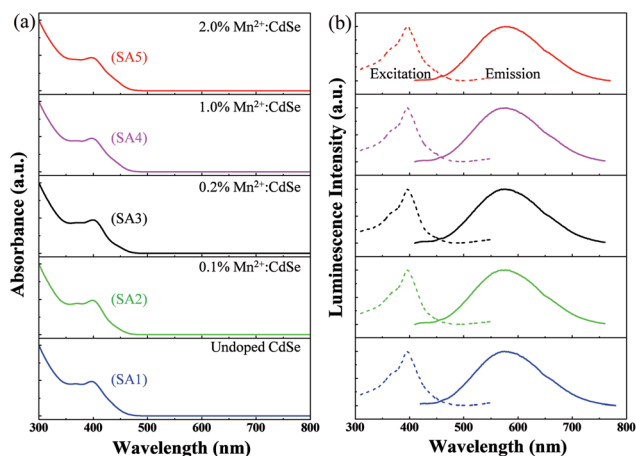 (a)
2.0% Mn²⁺:CdSe
(SA5)
1.0% Mn²⁺:CdSe
(SA4)
0.2% Mn²⁺:CdSe
(SA3)
0.1% Mn²⁺:CdSe
(SA2)
Undoped CdSe
(SA1)
Absorbance (a.u.)
300 400 500 600 700 800
Wavelength (nm)
(b)
Excitation Emission
Luminescence Intensity (a.u.)
400 500 600 700 800
Wavelength (nm)